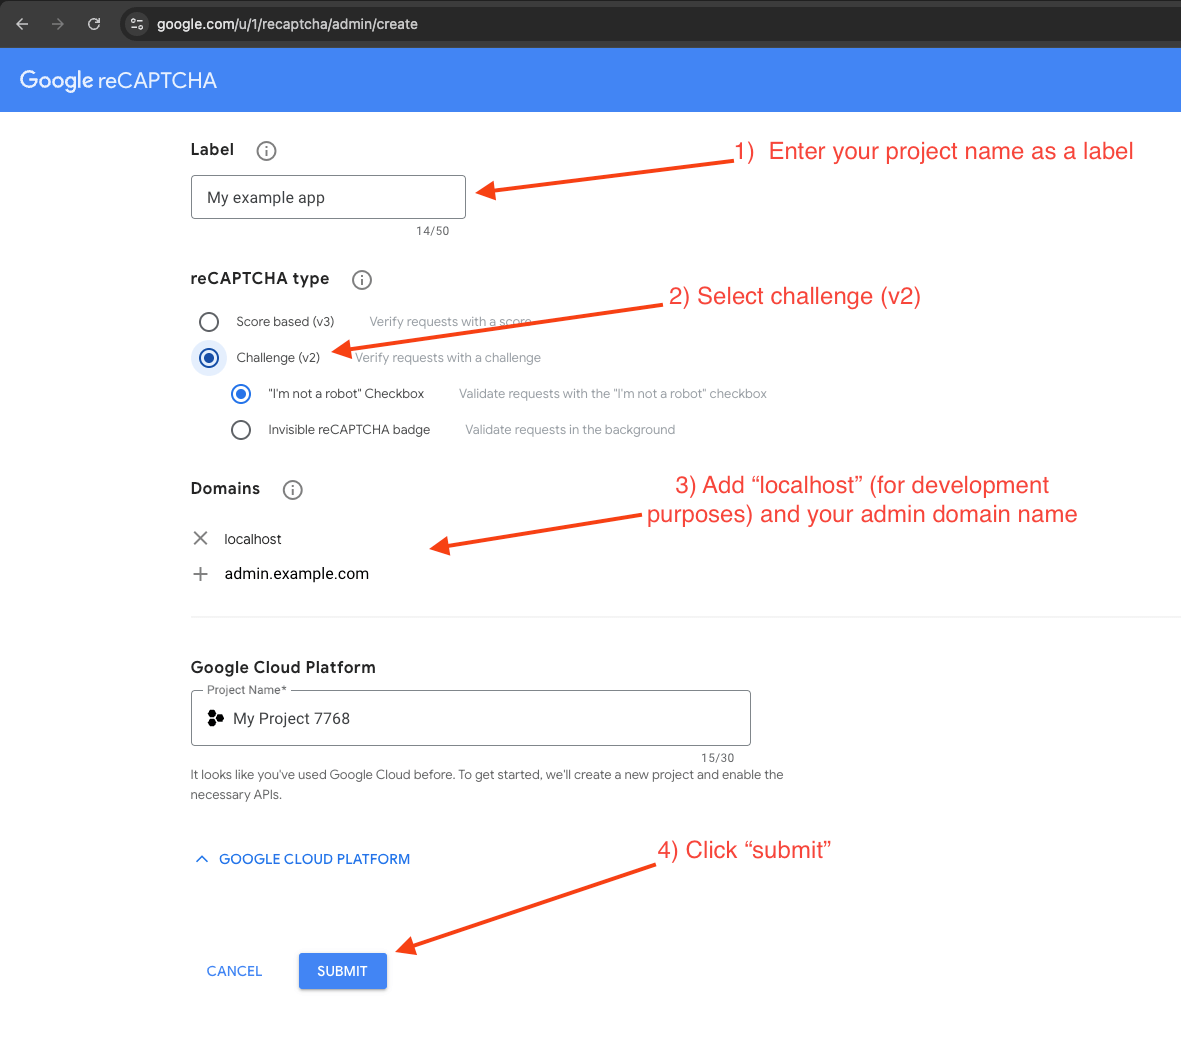 google.com/u/1/recaptcha/admin/create
Google reCAPTCHA
Label
1) Enter your project name as a label
My example app
14/50
reCAPTCHA type
2) Select challenge (v2)
Score based (v3) Verify requests with a score
Challenge (v2) Verify requests with a challenge
"I'm not a robot" Checkbox Validate requests with the "I'm not a robot" checkbox
Invisible reCAPTCHA badge Validate requests in the background
Domains
3) Add “localhost” (for development
purposes) and your admin domain name
localhost
admin.example.com
Google Cloud Platform
Project Name*
My Project 7768
15/30
It looks like you've used Google Cloud before. To get started, we'll create a new project and enable the
necessary APIs.
4) Click “submit”
GOOGLE CLOUD PLATFORM
CANCEL SUBMIT